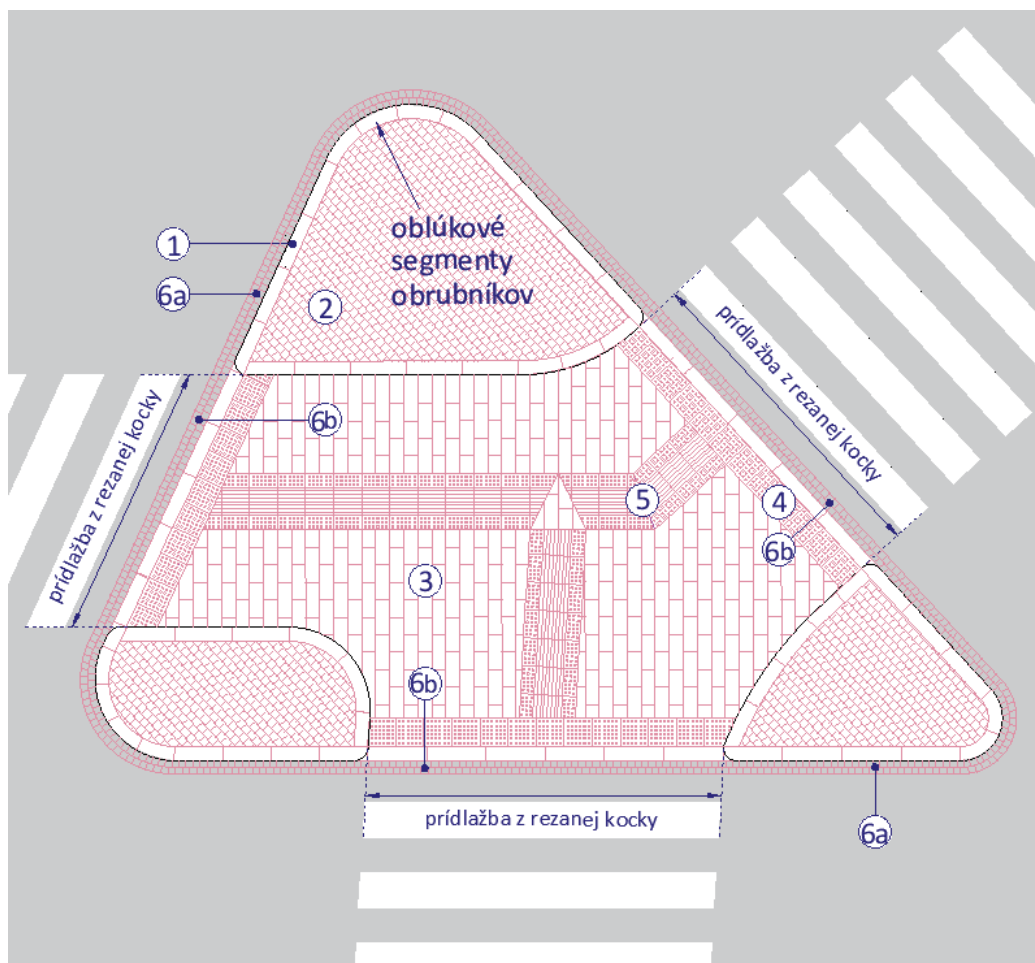 1
6a
2
oblúkové
segmenty
obrubníkov
prídlažba z rezanej kocky
6b
prídlažba z rezanej kocky
5
4
6b
3
6b
prídlažba z rezanej kocky
6a